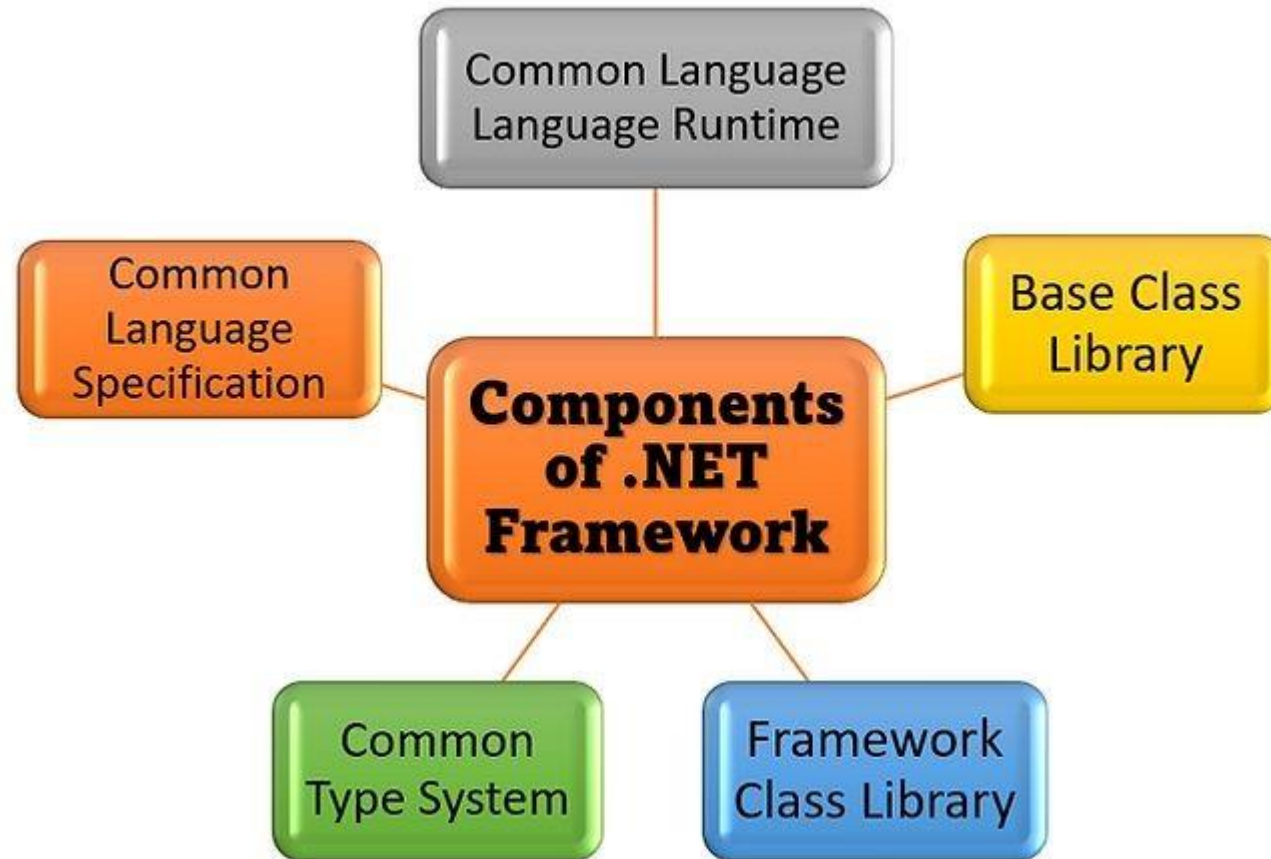 Common Language
Language Runtime
Common
Language
Specification
Base Class
Library
Components
of .NET
Framework
Common
Type System
Framework
Class Library